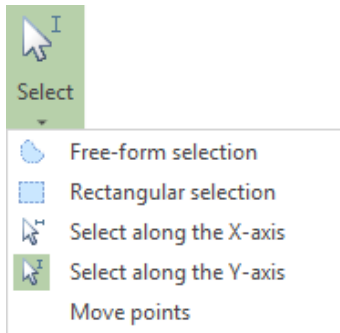 Select
Free-form selection
Rectangular selection
Select along the X-axis
Select along the Y-axis
Move points